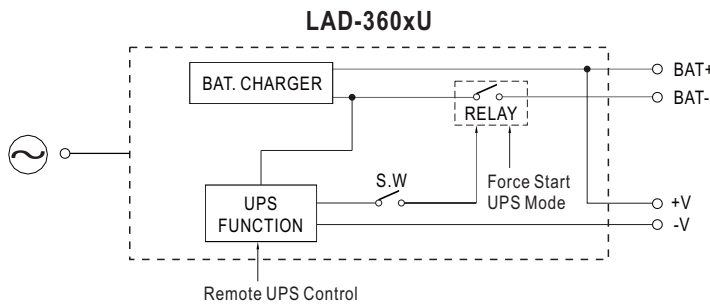 LAD-360xU
BAT. CHARGER
BAT+
BAT-
RELAY
S.W
Force Start
UPS Mode
UPS
FUNCTION
+V
-V
Remote UPS Control